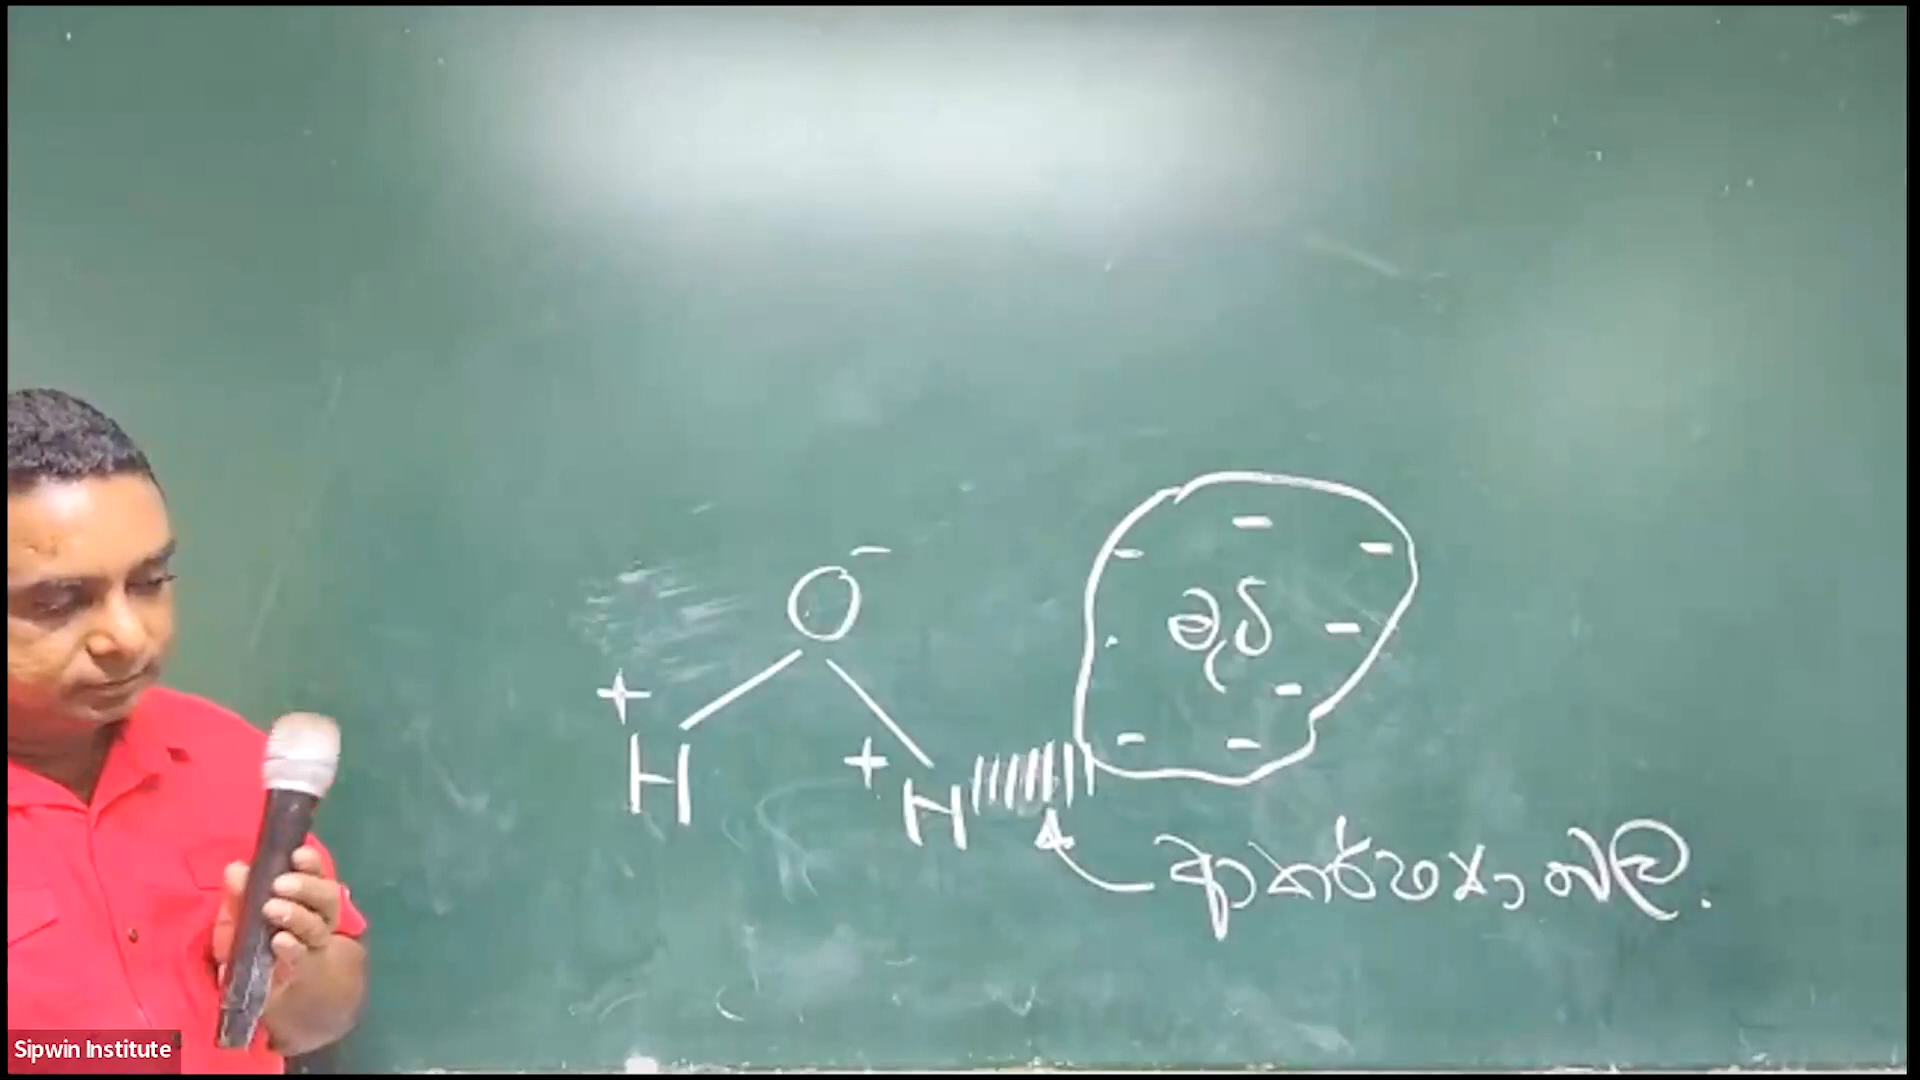 O −
− − −
+ මැටි −
−
H + H − −
ආකර්ෂණ බල.
Sipwin Institute